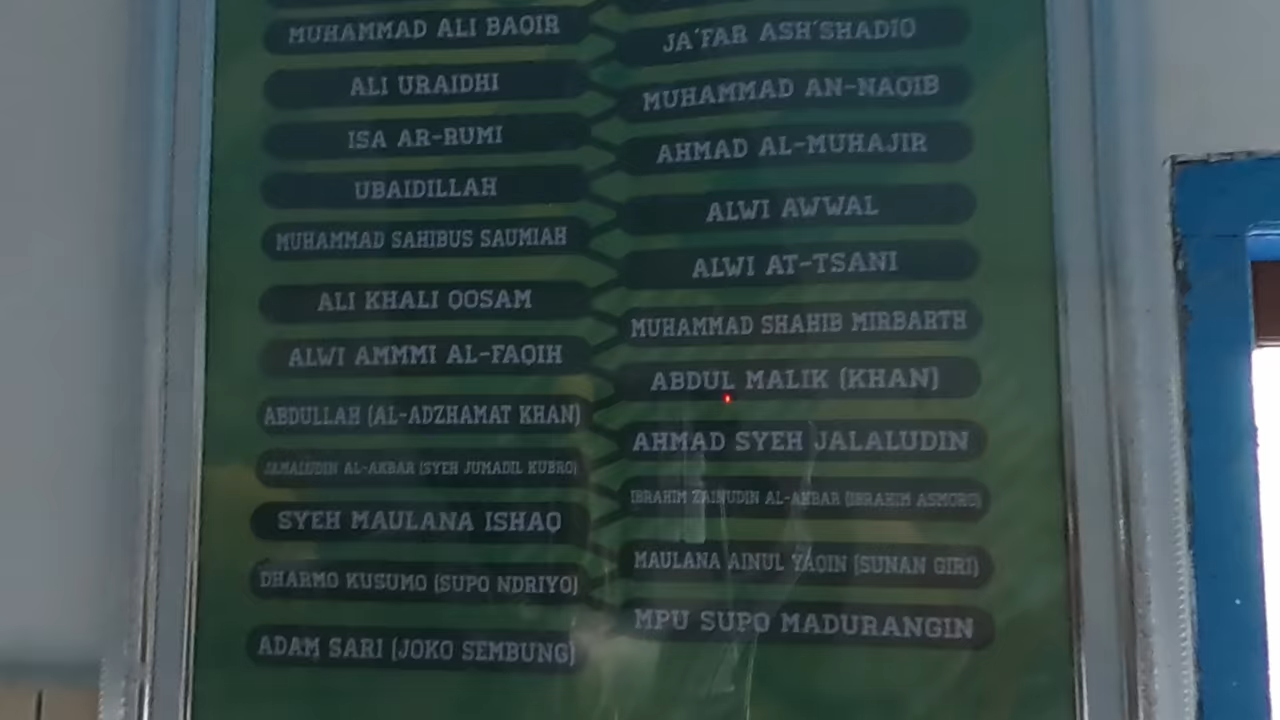 MUHAMMAD ALI BAQIR
JA'FAR ASH'SHADIQ
ALI URAIDHI
MUHAMMAD AN-NAQIB
ISA AR-RUMI
AHMAD AL-MUHAJIR
UBAIDILLAH
ALWI AWWAL
MUHAMMAD SAHIBUS SAUMIAH
ALWI AT-TSANI
ALI KHALI QOSAM
MUHAMMAD SHAHIB MIRBARTH
ALWI AMMMI AL-FAQIH
ABDUL MALIK (KHAN)
ABDULLAH (AL-ADZHAMAT KHAN)
AHMAD SYEH JALALUDIN
JAMALUDIN AL-AKBAR (SYEH JUMADIL KUBRO)
IBRAHIM ZAINUDIN AL-AKBAR (IBRAHIM ASMORO)
SYEH MAULANA ISHAQ
MAULANA AINUL YAQIN (SUNAN GIRI)
DHARMO KUSUMO (SUPO NDRIYO)
MPU SUPO MADURANGIN
ADAM SARI (JOKO SEMBUNG)